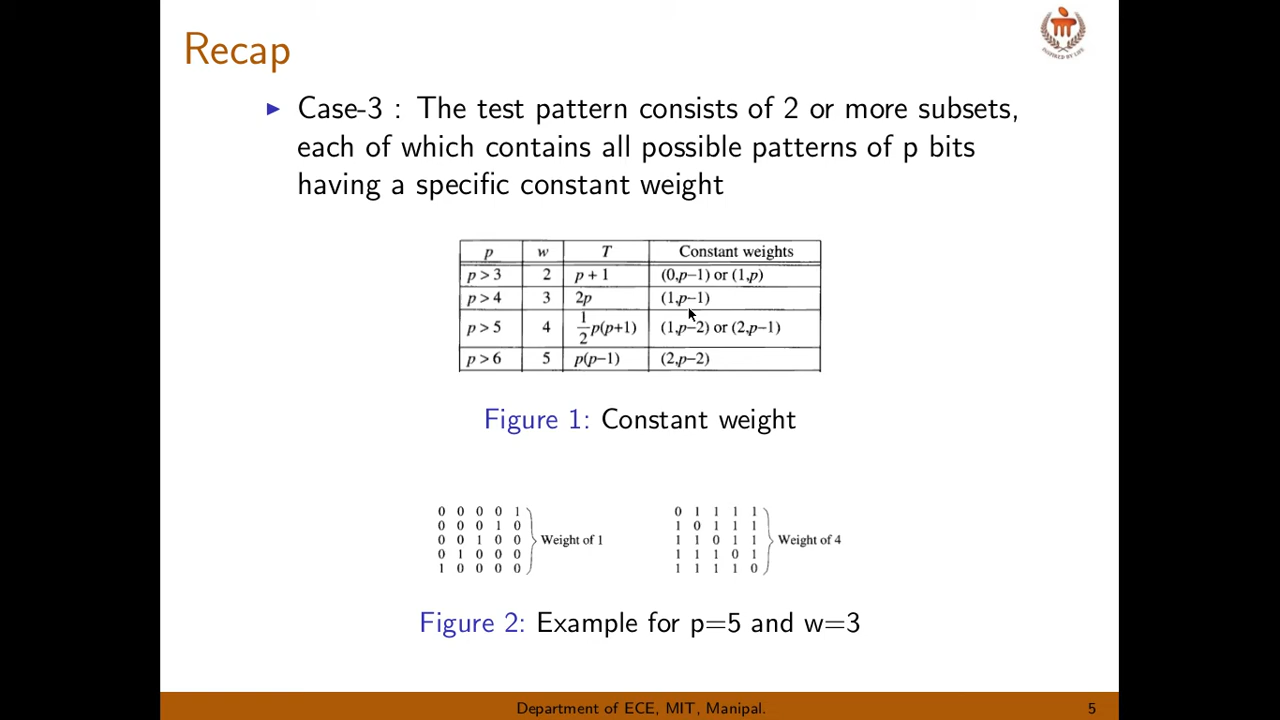 Recap
INSPIRED BY LIFE
▶ Case-3 : The test pattern consists of 2 or more subsets,
each of which contains all possible patterns of p bits
having a specific constant weight
p w T Constant weights
p > 3 2 p + 1 (0,p−1) or (1,p)
p > 4 3 2p (1,p−1)
p > 5 4 1/2 p(p+1) (1,p−2) or (2,p−1)
p > 6 5 p(p−1) (2,p−2)
Figure 1: Constant weight
0 0 0 0 1
0 0 0 1 0
0 0 1 0 0
0 1 0 0 0
1 0 0 0 0
Weight of 1
0 1 1 1 1
1 0 1 1 1
1 1 0 1 1
1 1 1 0 1
1 1 1 1 0
Weight of 4
Figure 2: Example for p=5 and w=3
Department of ECE, MIT, Manipal.
5